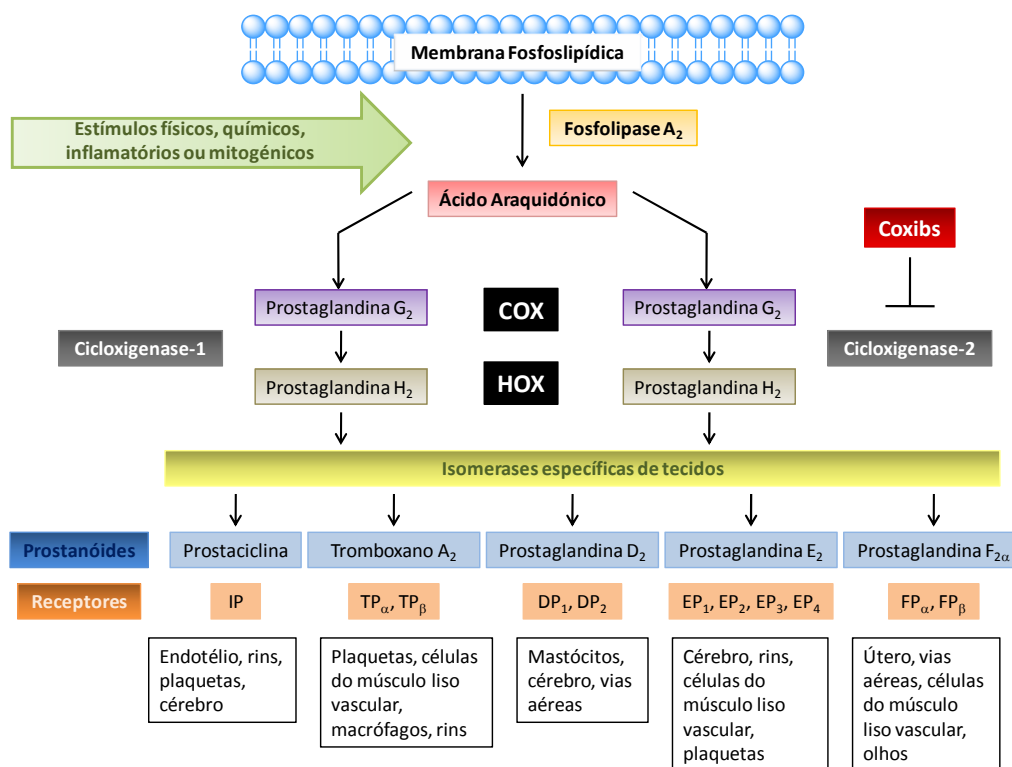 Membrana Fosfoslipídica
Estímulos físicos, químicos,
inflamatórios ou mitogénicos
Fosfolipase A2
Ácido Araquidónico
Coxibs
Prostaglandina G2
COX
Prostaglandina G2
Cicloxigenase-1
Cicloxigenase-2
Prostaglandina H2
HOX
Prostaglandina H2
Isomerases específicas de tecidos
Prostanóides
Prostaciclina
Tromboxano A2
Prostaglandina D2
Prostaglandina E2
Prostaglandina F2α
Receptores
IP
TPα, TPβ
DP1, DP2
EP1, EP2, EP3, EP4
FPα, FPβ
Endotélio, rins,
plaquetas,
cérebro
Plaquetas, células
do músculo liso
vascular,
macrófagos, rins
Mastócitos,
cérebro, vias
aéreas
Cérebro, rins,
células do
músculo liso
vascular,
plaquetas
Útero, vias
aéreas, células
do músculo
liso vascular,
olhos